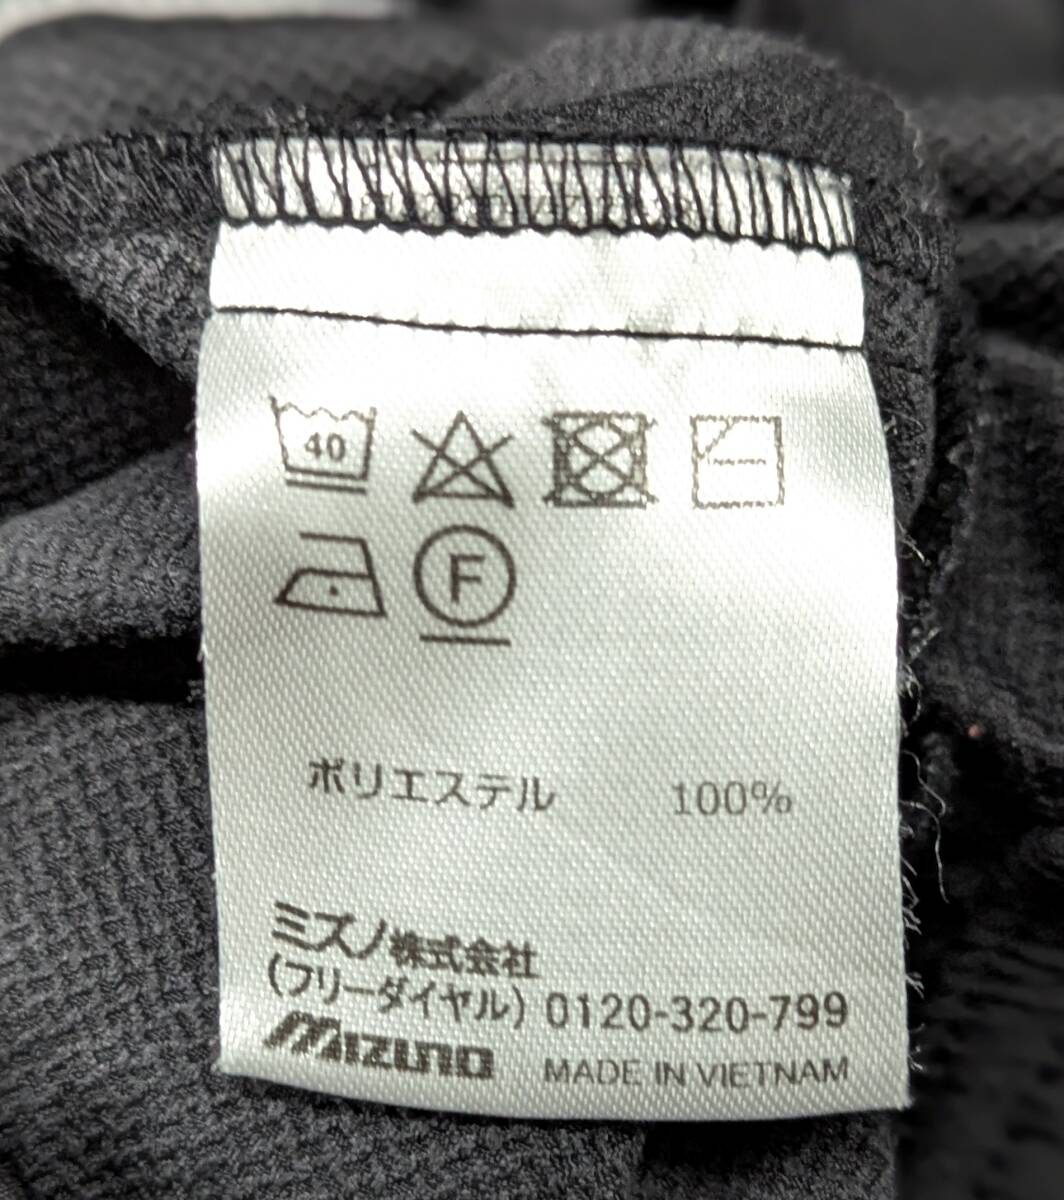 40
F
ポリエステル 100%
ミズノ株式会社
(フリーダイヤル) 0120-320-799
MIZUNO MADE IN VIETNAM